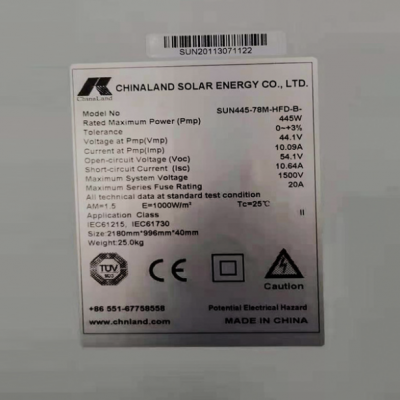 SUN20113071122
ChinaLand
CHINALAND SOLAR ENERGY CO., LTD.
Model No SUN445-78M-HFD-B-
Rated Maximum Power (Pmp) 445W
Tolerance 0~+3%
Voltage at Pmp(Vmp) 44.1V
Current at Pmp(Imp) 10.09A
Open-circuit Voltage (Voc) 54.1V
Short-circuit Current (Isc) 10.64A
Maximum System Voltage 1500V
Maximum Series Fuse Rating 20A
All technical data at standard test condition
AM=1.5 E=1000W/m² Tc=25℃
Application Class II
IEC61215, IEC61730
Size:2180mm*996mm*40mm
Weight:25.0kg
TÜV
CE
Caution
+86 551-67758558 Potential Electrical Hazard
www.chnland.com MADE IN CHINA